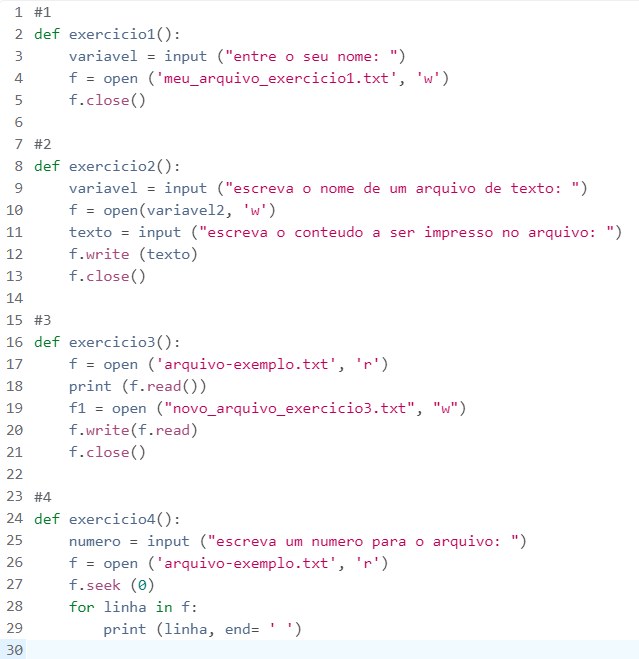 1 #1
2 def exercicio1():
3     variavel = input ("entre o seu nome: ")
4     f = open ('meu_arquivo_exercicio1.txt', 'w')
5     f.close()
6
7 #2
8 def exercicio2():
9     variavel = input ("escreva o nome de um arquivo de texto: ")
10     f = open(variavel2, 'w')
11     texto = input ("escreva o conteudo a ser impresso no arquivo: ")
12     f.write (texto)
13     f.close()
14
15 #3
16 def exercicio3():
17     f = open ('arquivo-exemplo.txt', 'r')
18     print (f.read())
19     f1 = open ("novo_arquivo_exercicio3.txt", "w")
20     f.write(f.read)
21     f.close()
22
23 #4
24 def exercicio4():
25     numero = input ("escreva um numero para o arquivo: ")
26     f = open ('arquivo-exemplo.txt', 'r')
27     f.seek (0)
28     for linha in f:
29         print (linha, end= ' ')
30